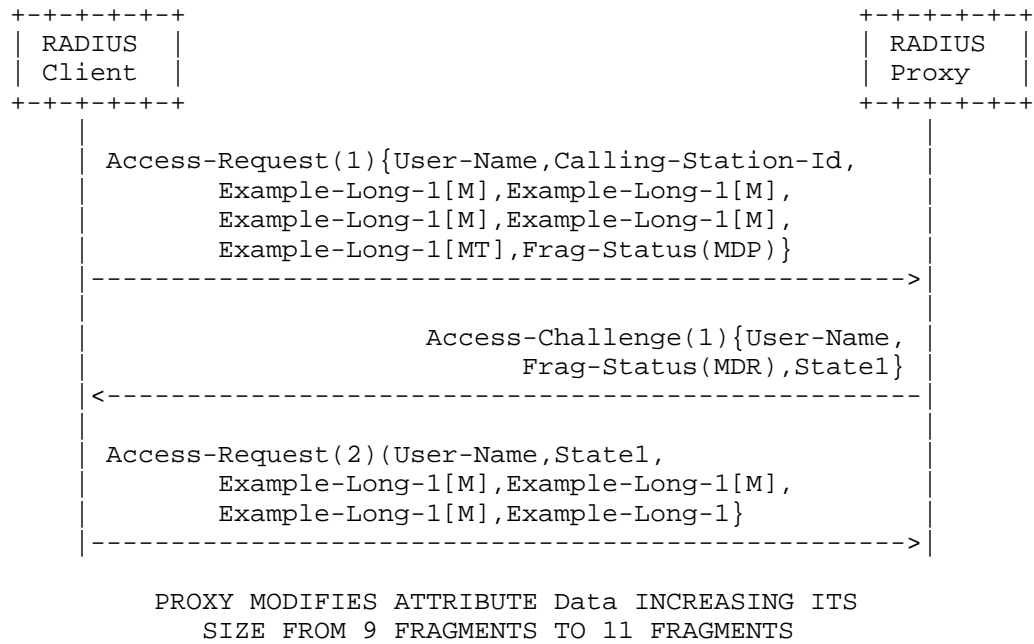 +-+-+-+-+-+                                          +-+-+-+-+-+
| RADIUS  |                                          | RADIUS  |
| Client  |                                          | Proxy   |
+-+-+-+-+-+                                          +-+-+-+-+-+
    |                                                    |
    | Access-Request(1){User-Name,Calling-Station-Id,    |
    |        Example-Long-1[M],Example-Long-1[M],        |
    |        Example-Long-1[M],Example-Long-1[M],        |
    |        Example-Long-1[MT],Frag-Status(MDP)}        |
    |--------------------------------------------------->|
    |                                                    |
    |                     Access-Challenge(1){User-Name, |
    |                           Frag-Status(MDR),State1} |
    |<---------------------------------------------------|
    |                                                    |
    | Access-Request(2)(User-Name,State1,                |
    |        Example-Long-1[M],Example-Long-1[M],        |
    |        Example-Long-1[M],Example-Long-1}           |
    |--------------------------------------------------->|
PROXY MODIFIES ATTRIBUTE Data INCREASING ITS
SIZE FROM 9 FRAGMENTS TO 11 FRAGMENTS